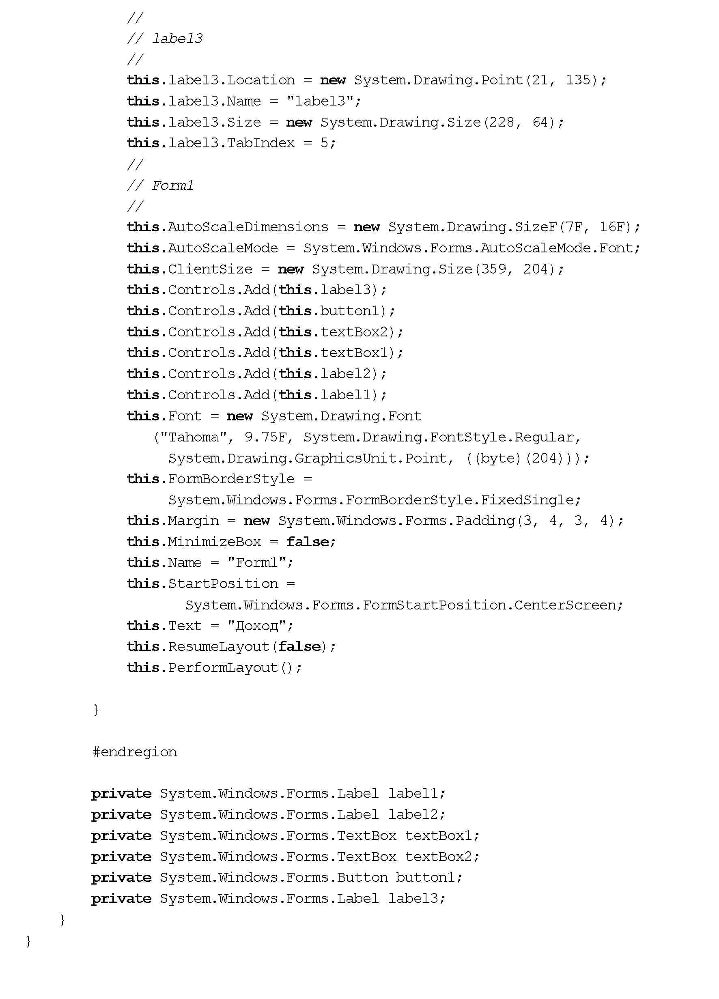 //
// label3
//
this.label3.Location = new System.Drawing.Point(21, 135);
this.label3.Name = "label3";
this.label3.Size = new System.Drawing.Size(228, 64);
this.label3.TabIndex = 5;
//
// Form1
//
this.AutoScaleDimensions = new System.Drawing.SizeF(7F, 16F);
this.AutoScaleMode = System.Windows.Forms.AutoScaleMode.Font;
this.ClientSize = new System.Drawing.Size(359, 204);
this.Controls.Add(this.label3);
this.Controls.Add(this.button1);
this.Controls.Add(this.textBox2);
this.Controls.Add(this.textBox1);
this.Controls.Add(this.label2);
this.Controls.Add(this.label1);
this.Font = new System.Drawing.Font
("Tahoma", 9.75F, System.Drawing.FontStyle.Regular,
System.Drawing.GraphicsUnit.Point, ((byte)(204)));
this.FormBorderStyle =
System.Windows.Forms.FormBorderStyle.FixedSingle;
this.Margin = new System.Windows.Forms.Padding(3, 4, 3, 4);
this.MinimizeBox = false;
this.Name = "Form1";
this.StartPosition =
System.Windows.Forms.FormStartPosition.CenterScreen;
this.Text = "Доход";
this.ResumeLayout(false);
this.PerformLayout();
}
#endregion
private System.Windows.Forms.Label label1;
private System.Windows.Forms.Label label2;
private System.Windows.Forms.TextBox textBox1;
private System.Windows.Forms.TextBox textBox2;
private System.Windows.Forms.Button button1;
private System.Windows.Forms.Label label3;
}
}